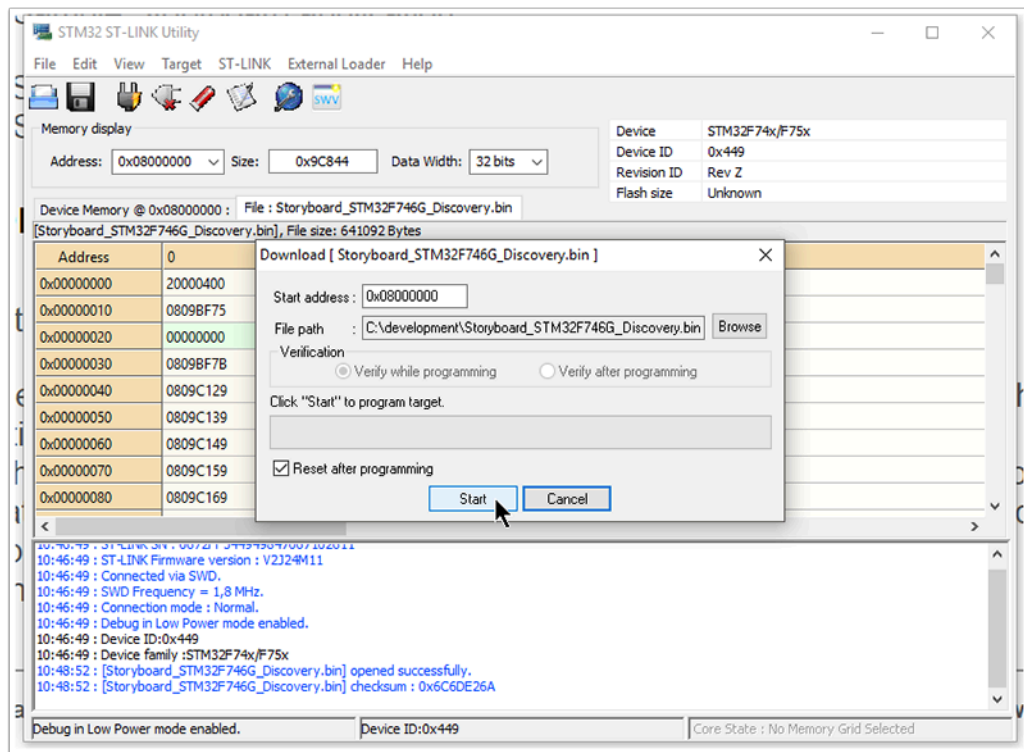 STM32 ST-LINK Utility
File Edit View Target ST-LINK External Loader Help
SWV
Memory display
Address: 0x08000000 Size: 0x9C844 Data Width: 32 bits
Device STM32F74x/F75x
Device ID 0x449
Revision ID Rev Z
Flash size Unknown
Device Memory @ 0x08000000 : File : Storyboard_STM32F746G_Discovery.bin
[Storyboard_STM32F746G_Discovery.bin], File size: 641092 Bytes
Address 0
0x00000000 20000400
0x00000010 0809BF75
0x00000020 00000000
0x00000030 0809BF7B
0x00000040 0809C129
0x00000050 0809C139
0x00000060 0809C149
0x00000070 0809C159
0x00000080 0809C169
Download [ Storyboard_STM32F746G_Discovery.bin ]
Start address : 0x08000000
File path : C:\development\Storyboard_STM32F746G_Discovery.bin Browse
Verification
Verify while programming Verify after programming
Click "Start" to program target.
Reset after programming
Start Cancel
10:46:49 : ST-LINK Firmware version : V2J24M11
10:46:49 : Connected via SWD.
10:46:49 : SWD Frequency = 1,8 MHz.
10:46:49 : Connection mode : Normal.
10:46:49 : Debug in Low Power mode enabled.
10:46:49 : Device ID:0x449
10:46:49 : Device family :STM32F74x/F75x
10:48:52 : [Storyboard_STM32F746G_Discovery.bin] opened successfully.
10:48:52 : [Storyboard_STM32F746G_Discovery.bin] checksum : 0x6C6DE26A
Debug in Low Power mode enabled. Device ID:0x449 Core State : No Memory Grid Selected